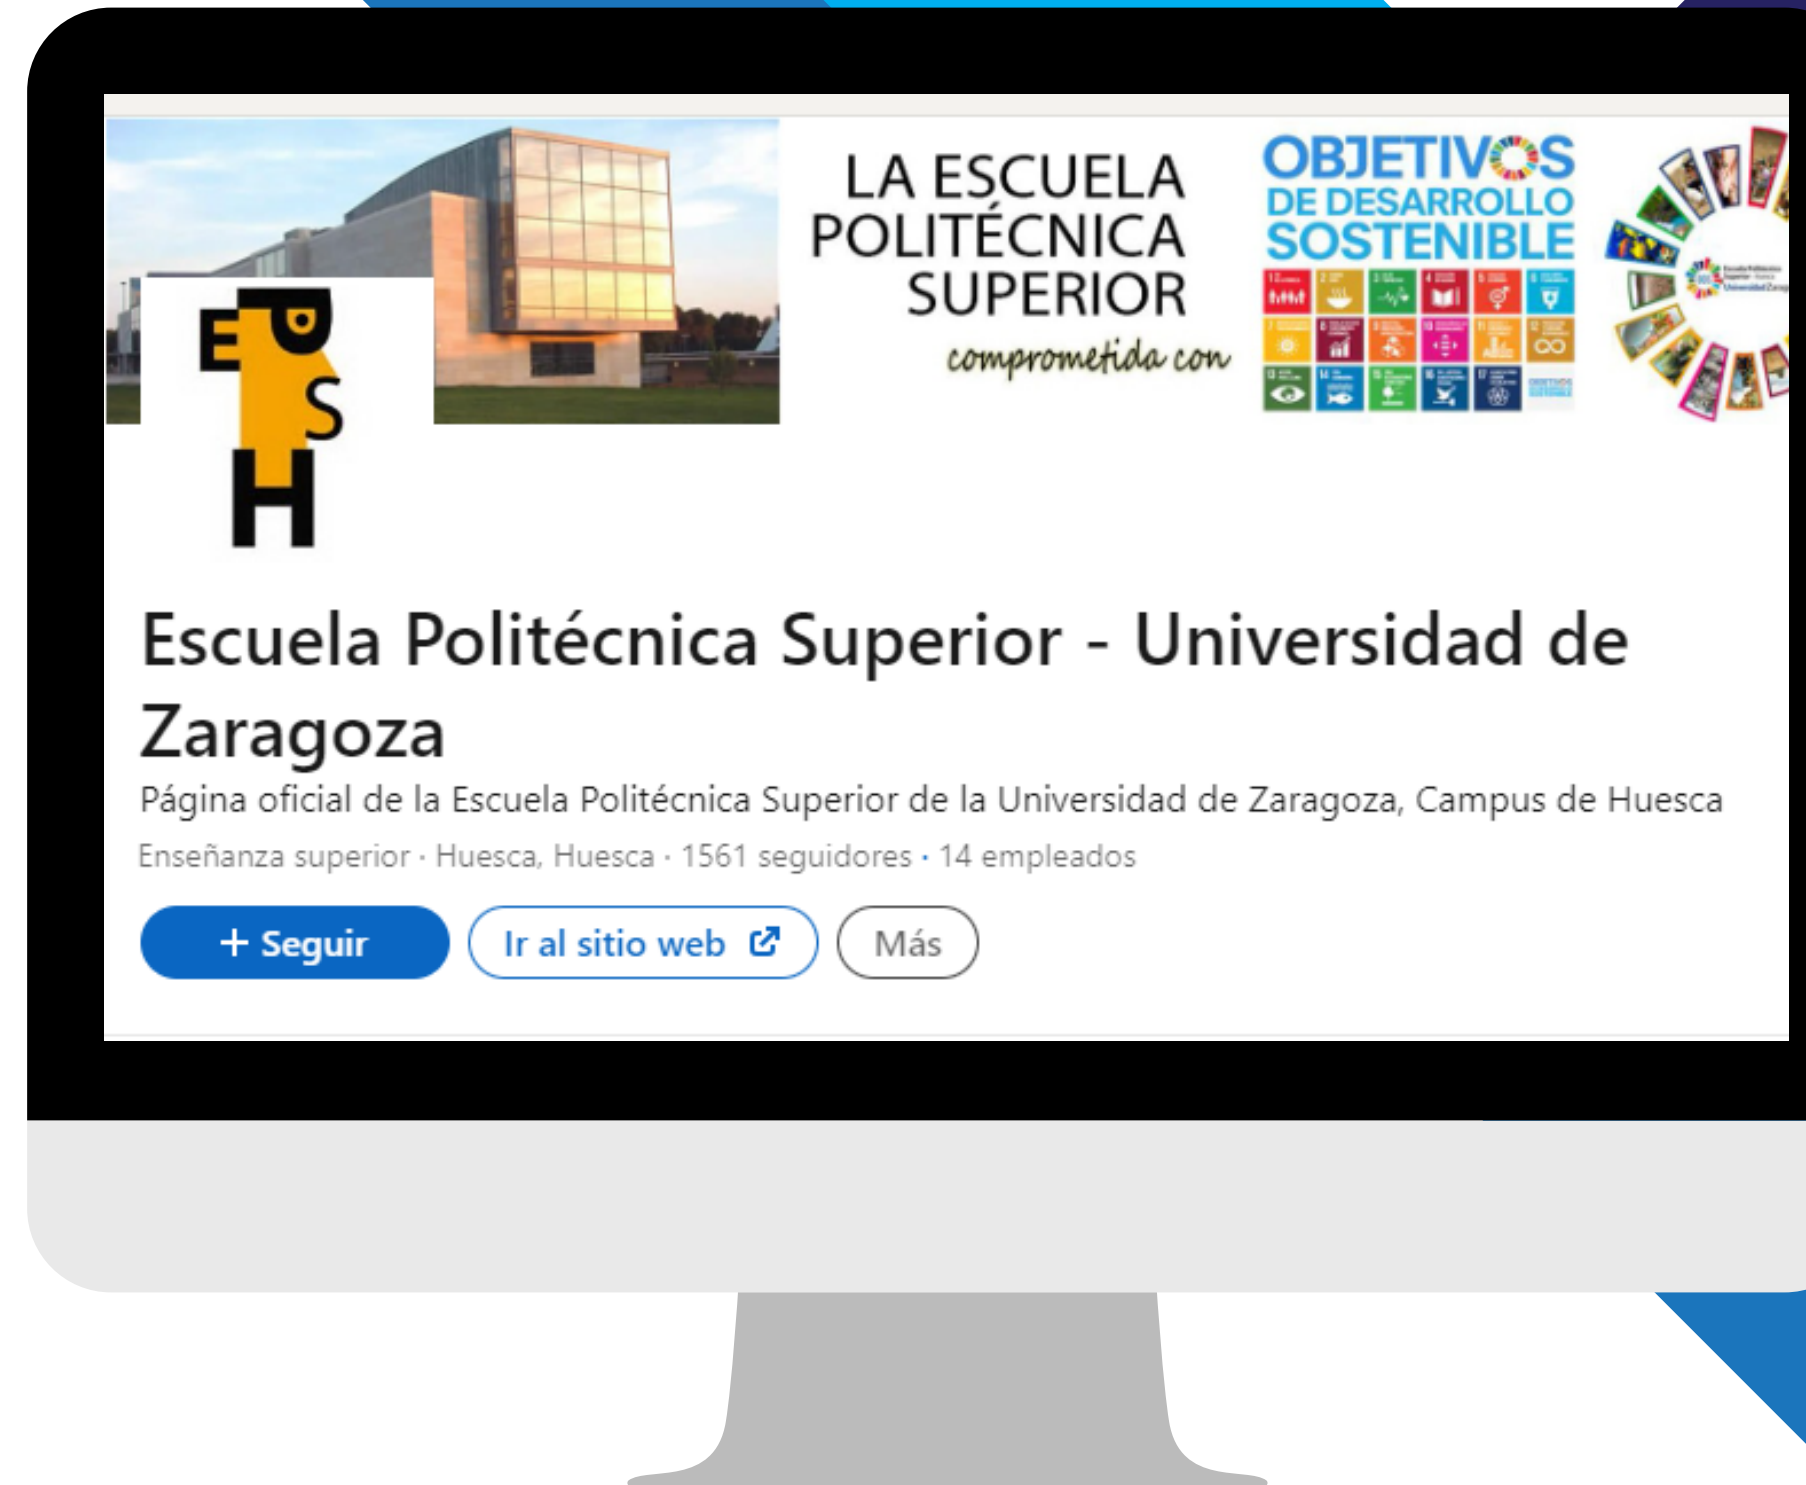 LA ESCUELA
POLITÉCNICA
SUPERIOR
comprometida con
OBJETIVOS
DE DESARROLLO
SOSTENIBLE
E P
S
H
Escuela Politécnica Superior - Universidad de
Zaragoza
Página oficial de la Escuela Politécnica Superior de la Universidad de Zaragoza, Campus de Huesca
Enseñanza superior · Huesca, Huesca · 1561 seguidores · 14 empleados
+ Seguir
Ir al sitio web
Más